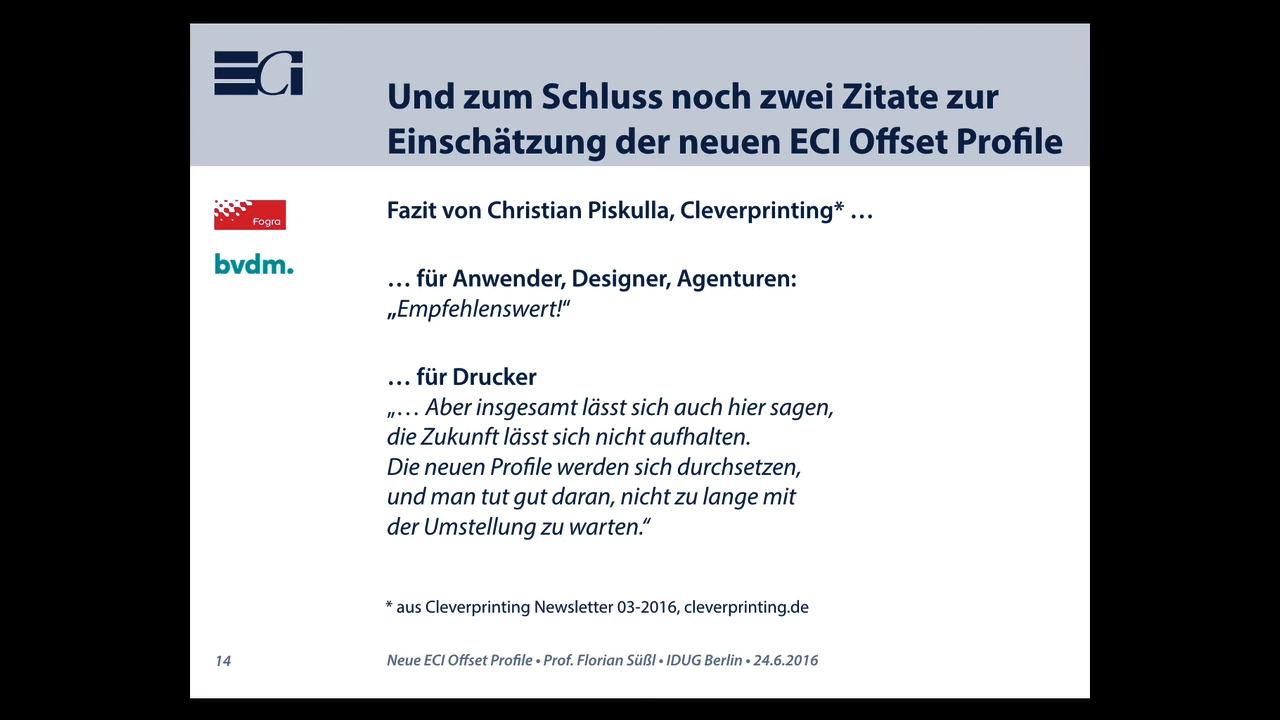 ECI
Und zum Schluss noch zwei Zitate zur
Einschätzung der neuen ECI Offset Profile
Fogra
bvdm.
Fazit von Christian Piskulla, Cleverprinting* …
… für Anwender, Designer, Agenturen:
„Empfehlenswert!“
… für Drucker
„… Aber insgesamt lässt sich auch hier sagen,
die Zukunft lässt sich nicht aufhalten.
Die neuen Profile werden sich durchsetzen,
und man tut gut daran, nicht zu lange mit
der Umstellung zu warten.“
* aus Cleverprinting Newsletter 03-2016, cleverprinting.de
14
Neue ECI Offset Profile • Prof. Florian Süßl • IDUG Berlin • 24.6.2016